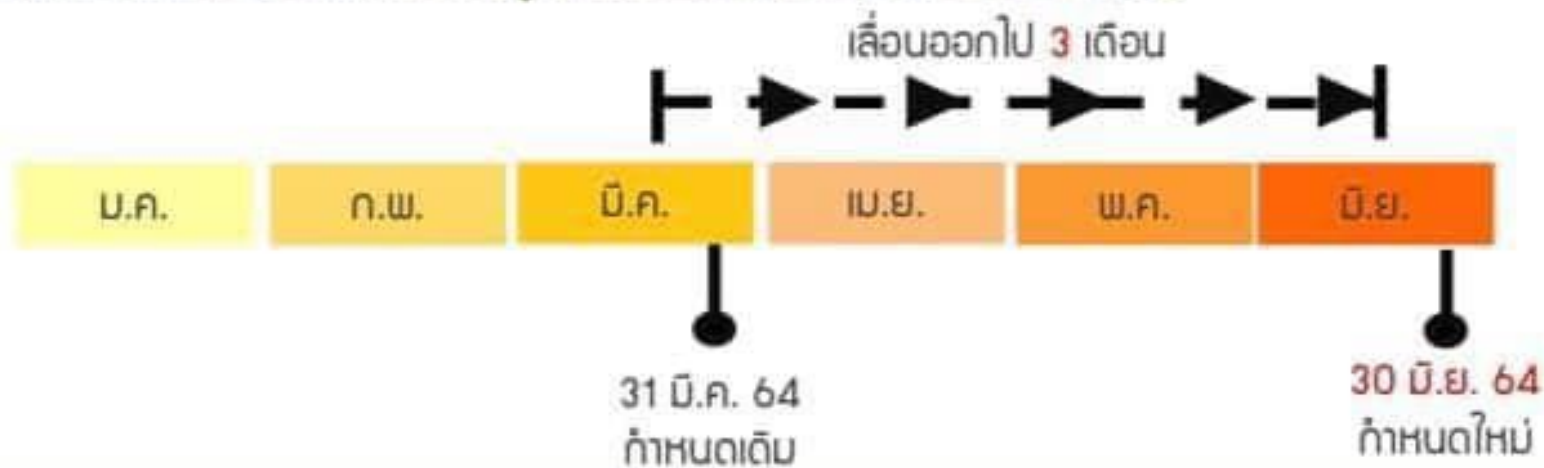 เลื่อนออกไป 3 เดือน
ม.ค. ก.พ. มี.ค. เม.ย. พ.ค. มิ.ย.
31 มี.ค. 64
กำหนดเดิม
30 มิ.ย. 64
กำหนดใหม่